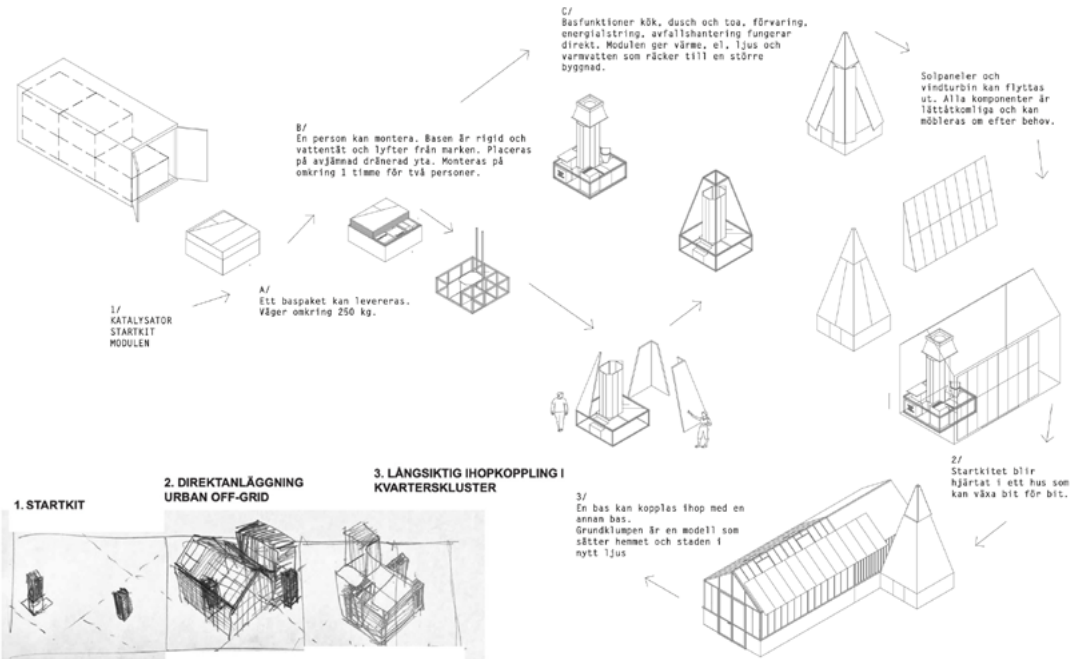 1/
KATALYSATOR
STARTKIT
MODULEN
A/
Ett baspaket kan levereras.
Väger omkring 250 kg.
B/
En person kan montera. Basen är rigid och
vattentät och lyfter från marken. Placeras
på avjämnad dränerad yta. Monteras på
omkring 1 timme för två personer.
C/
Basfunktioner kök, dusch och toa, förvaring,
energialstring, avfallshantering fungerar
direkt. Modulen ger värme, el, ljus och
varmvatten som räcker till en större
byggnad.
Solpaneler och
vindturbin kan flyttas
ut. Alla komponenter är
lättåtkomliga och kan
möbleras om efter behov.
2/
Startkitet blir
hjärtat i ett hus som
kan växa bit för bit.
3/
En bas kan kopplas ihop med en
annan bas.
Grundklumpen är en modell som
sätter hemmet och staden i
nytt ljus
1. STARTKIT
2. DIREKTANLÄGGNING
URBAN OFF-GRID
3. LÅNGSIKTIG IHOPKOPPLING I
KVARTERSKLUSTER